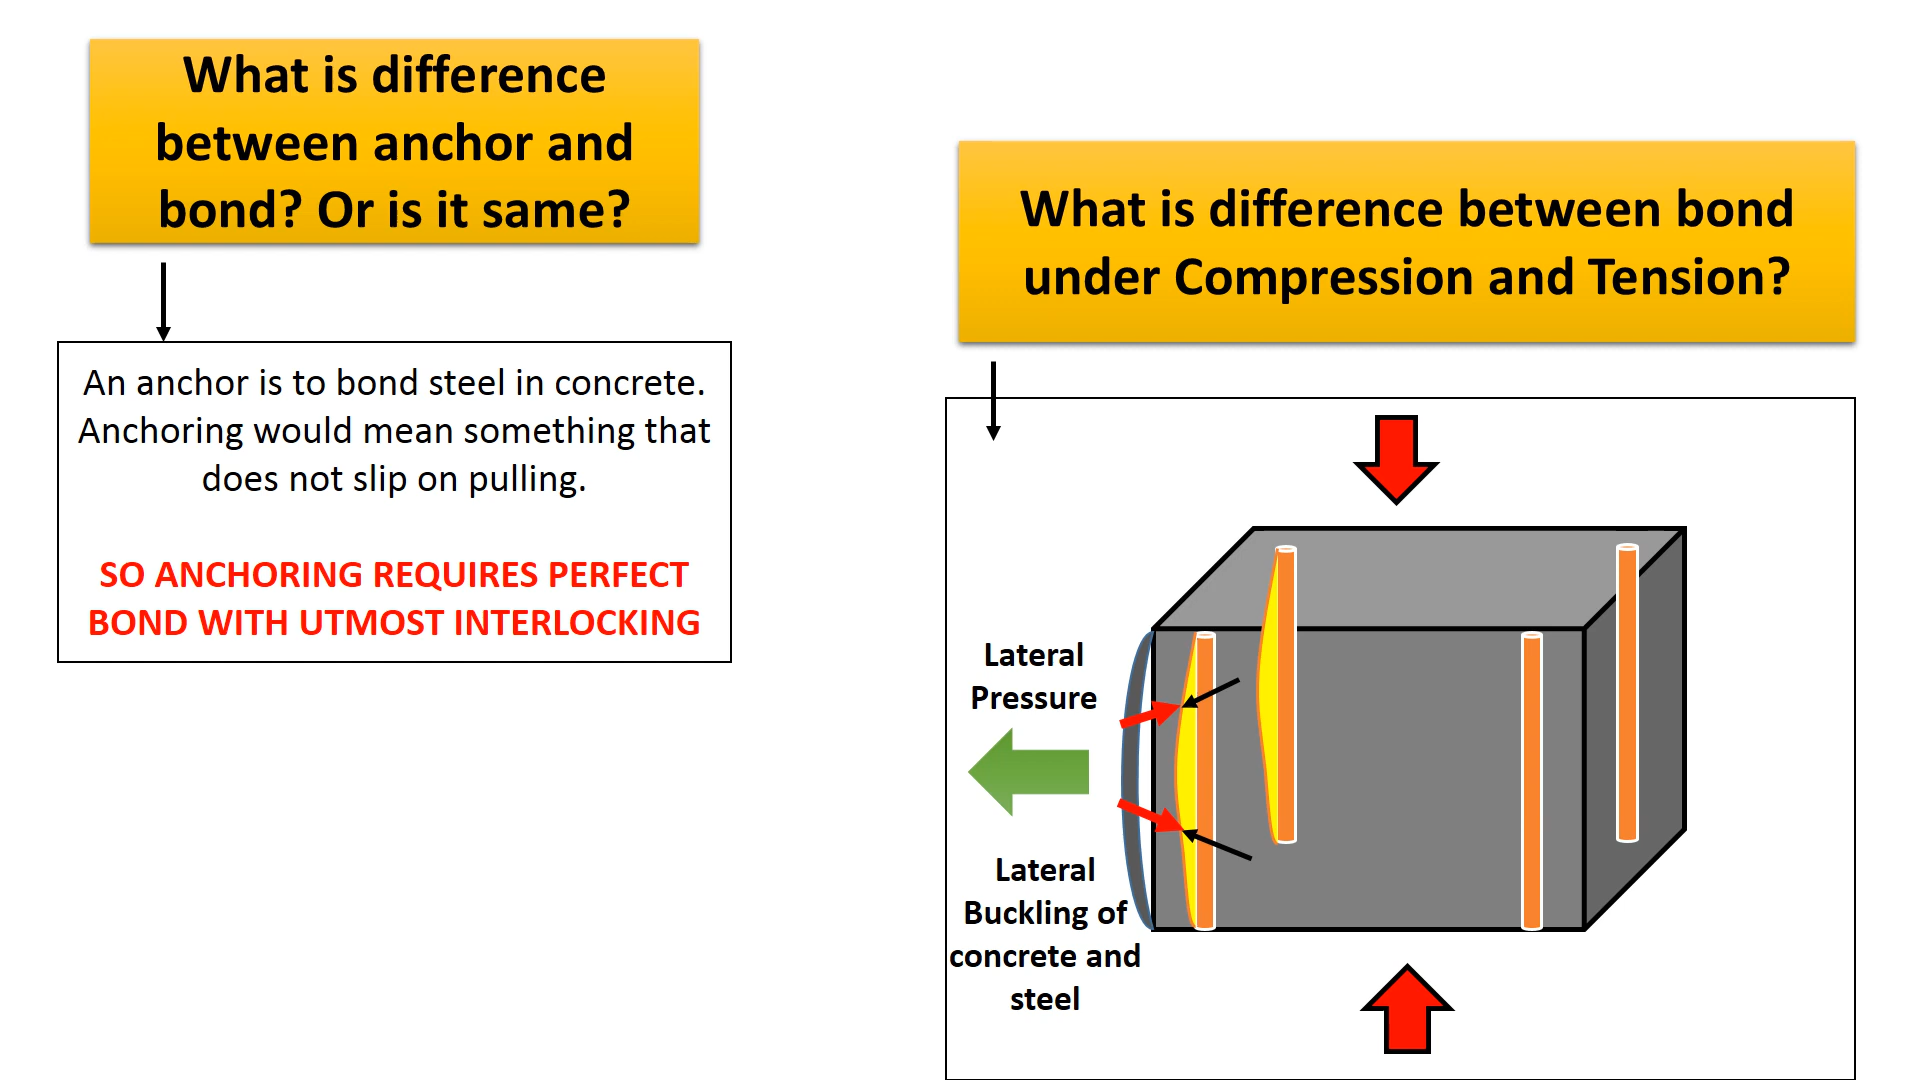 What is difference
between anchor and
bond? Or is it same?
An anchor is to bond steel in concrete.
Anchoring would mean something that
does not slip on pulling.
SO ANCHORING REQUIRES PERFECT
BOND WITH UTMOST INTERLOCKING
What is difference between bond
under Compression and Tension?
Lateral
Pressure
Lateral
Buckling of
concrete and
steel